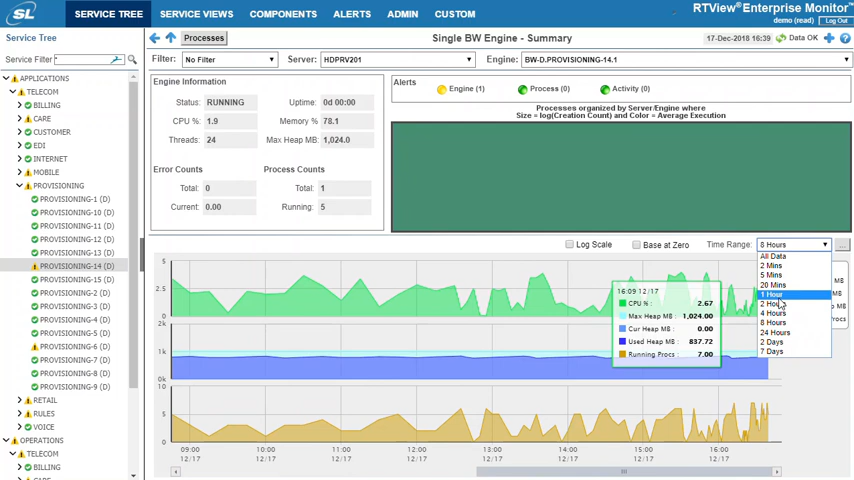 SL
SERVICE TREE
SERVICE VIEWS
COMPONENTS
ALERTS
ADMIN
CUSTOM
RTView®Enterprise Monitor™
demo (read) | Log Out
Service Tree
Processes
Single BW Engine - Summary
17-Dec-2018 16:39
Data OK
Service Filter *
Filter: No Filter
Server: HDPRV201
Engine: BW-D.PROVISIONING-14.1
APPLICATIONS
TELECOM
BILLING
CARE
CUSTOMER
EDI
INTERNET
MOBILE
PROVISIONING
PROVISIONING-1 (D)
PROVISIONING-10 (D)
PROVISIONING-11 (D)
PROVISIONING-12 (D)
PROVISIONING-13 (D)
PROVISIONING-14 (D)
PROVISIONING-15 (D)
PROVISIONING-2 (D)
PROVISIONING-3 (D)
PROVISIONING-4 (D)
PROVISIONING-5 (D)
PROVISIONING-6 (D)
PROVISIONING-7 (D)
PROVISIONING-8 (D)
PROVISIONING-9 (D)
RETAIL
RULES
VOICE
OPERATIONS
TELECOM
BILLING
Engine Information
Status: RUNNING Uptime: 0d 00:00
CPU %: 1.9 Memory % 78.1
Threads: 24 Max Heap MB: 1,024.0
Error Counts Process Counts
Total: 0 Total: 1
Current: 0.00 Running: 5
Alerts
Engine (1) Process (0) Activity (0)
Processes organized by Server/Engine where
Size = log(Creation Count) and Color = Average Execution
Log Scale Base at Zero Time Range: 8 Hours ...
All Data
2 Mins
5 Mins
20 Mins
1 Hour
2 Hou
4 Hours
8 Hours
24 Hours
2 Days
7 Days
16:09 12/17
CPU % : 2.67
Max Heap MB : 1,024.00
Cur Heap MB : 0.00
Used Heap MB : 837.72
Running Procs : 7.00
MB
MB
MB
Procs
5
2.5
0
2k
1k
0k
10
5
0
09:00 10:00 11:00 12:00 13:00 14:00 15:00 16:00
12/17 12/17 12/17 12/17 12/17 12/17 12/17 12/17